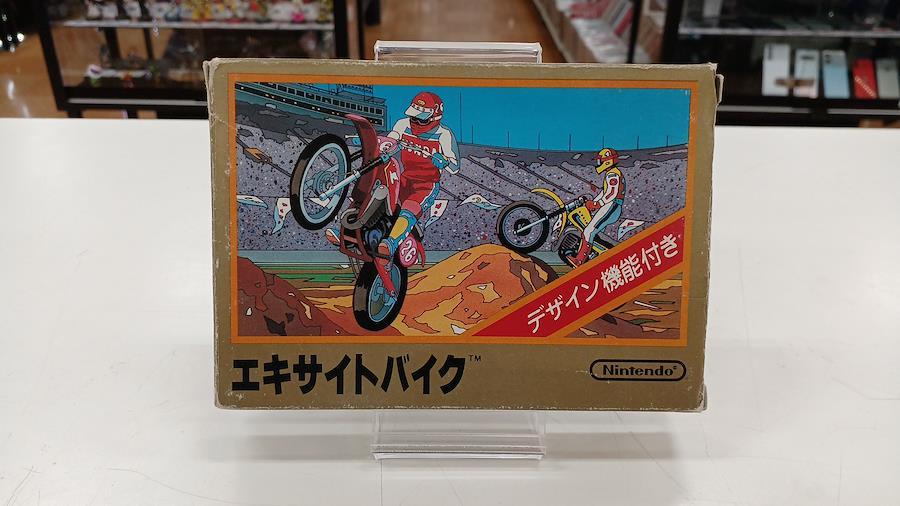 デザイン機能付き
エキサイトバイク™
Nintendo®
26